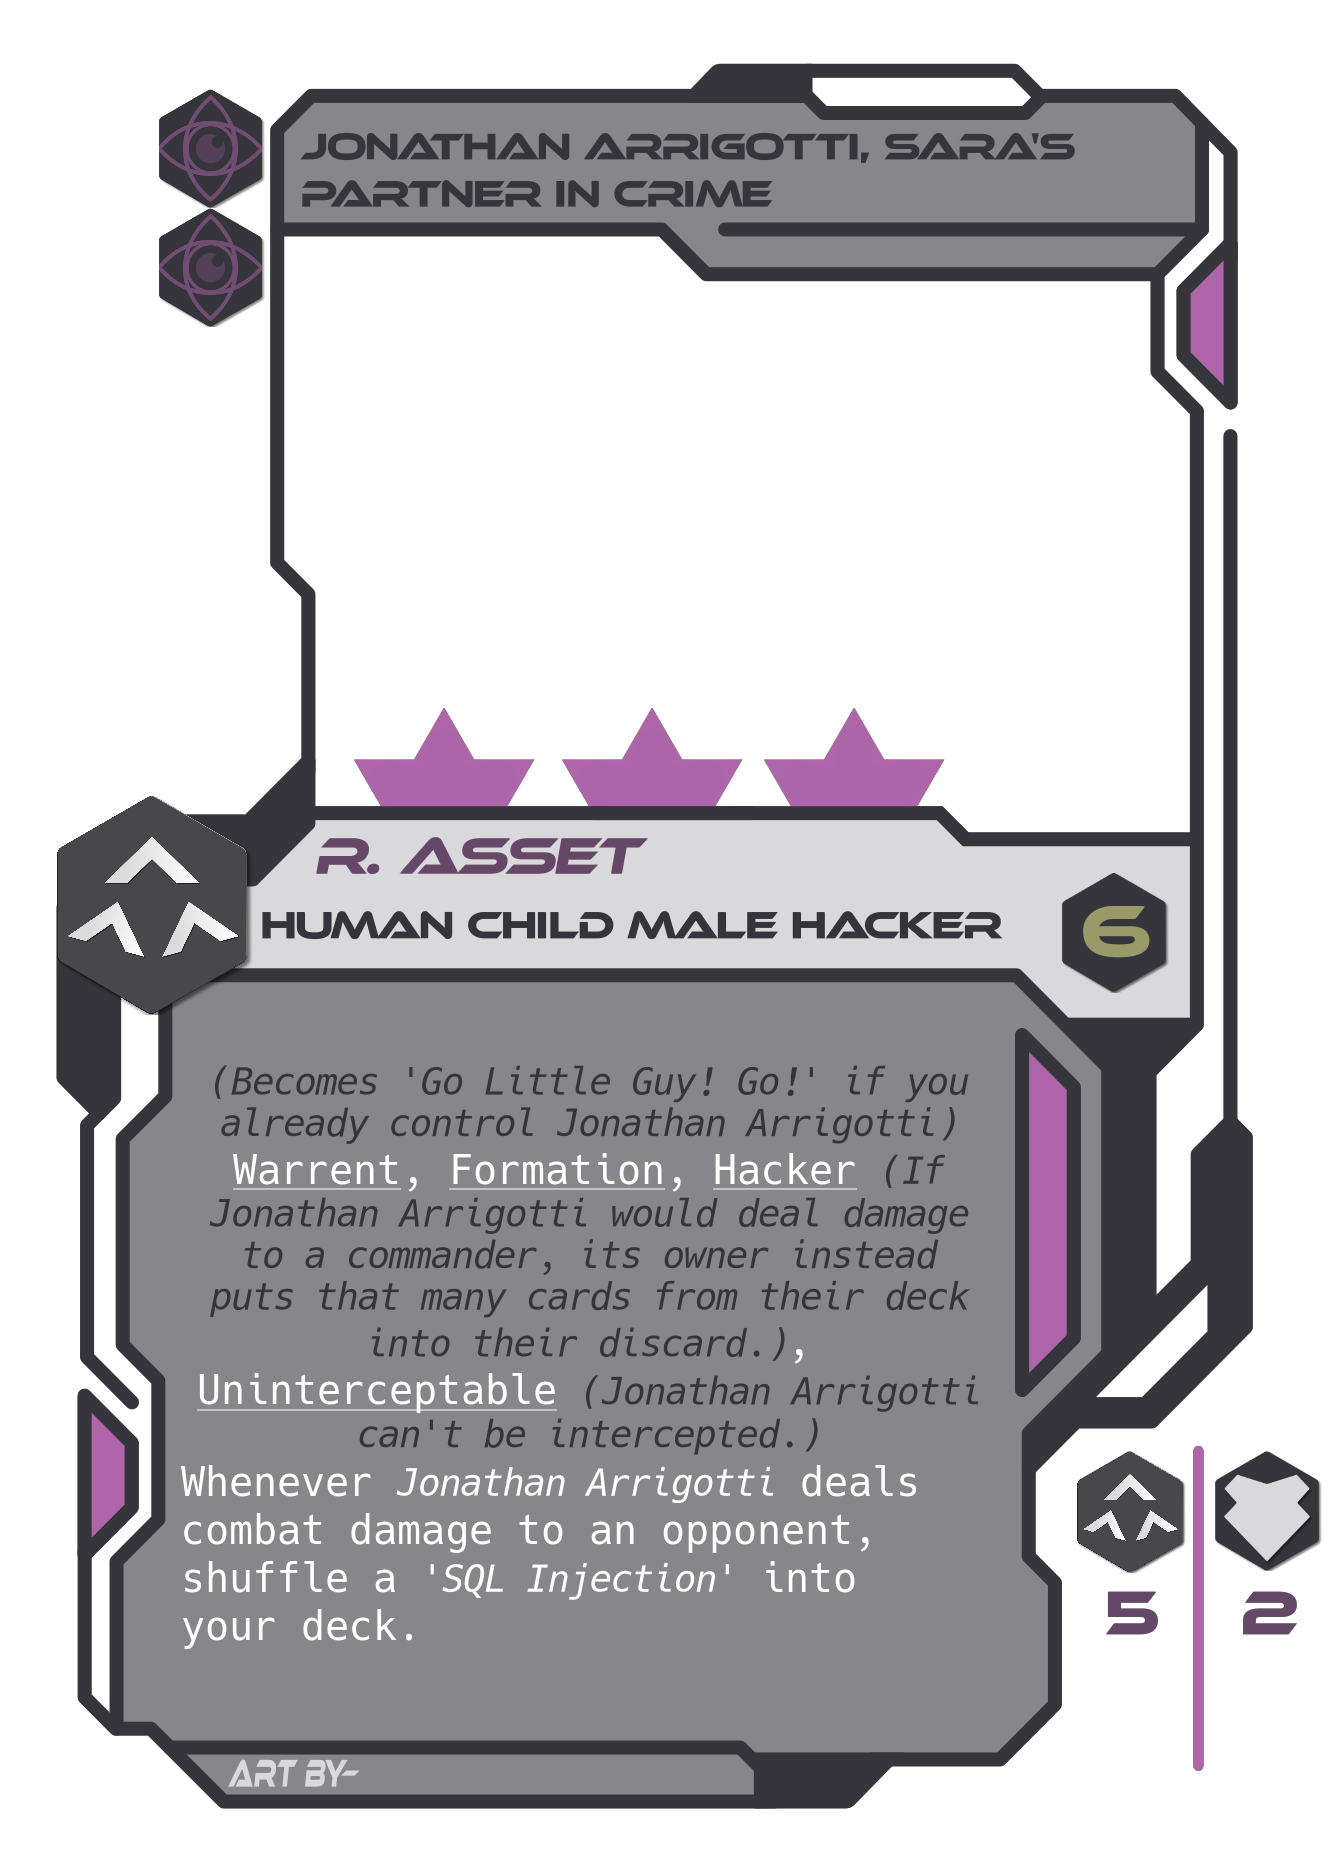 JONATHAN ARRIGOTTI, SARA'S
PARTNER IN CRIME
R. ASSET
HUMAN CHILD MALE HACKER
6
(Becomes 'Go Little Guy! Go!' if you
already control Jonathan Arrigotti)
Warrent, Formation, Hacker (If
Jonathan Arrigotti would deal damage
to a commander, its owner instead
puts that many cards from their deck
into their discard.),
Uninterceptable (Jonathan Arrigotti
can't be intercepted.)
Whenever Jonathan Arrigotti deals
combat damage to an opponent,
shuffle a 'SQL Injection' into
your deck.
5
2
ART BY-